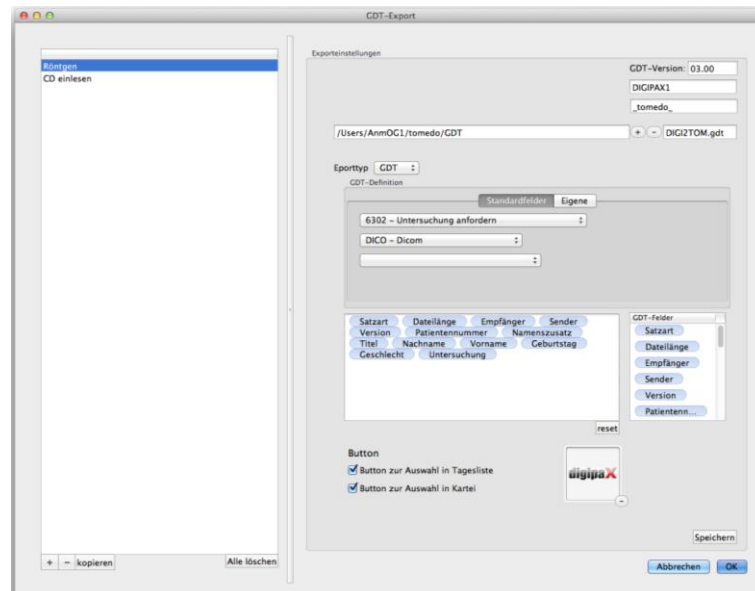 GDT-Export
Röntgen
CD einlesen
+ − kopieren
Alle löschen
Exporteinstellungen
GDT-Version: 03.00
DIGIPAX1
_tomedo_
/Users/AnmOG1/tomedo/GDT + − DIGI2TOM.gdt
Eporttyp GDT
GDT-Definition
Standardfelder Eigene
6302 – Untersuchung anfordern
DICO – Dicom
Satzart Dateilänge Empfänger Sender
Version Patientennummer Namenszusatz
Titel Nachname Vorname Geburtstag
Geschlecht Untersuchung
reset
GDT-Felder
Satzart
Dateilänge
Empfänger
Sender
Version
Patientenn...
Button
Button zur Auswahl in Tagesliste
Button zur Auswahl in Kartei
digipaX
−
Speichern
Abbrechen OK